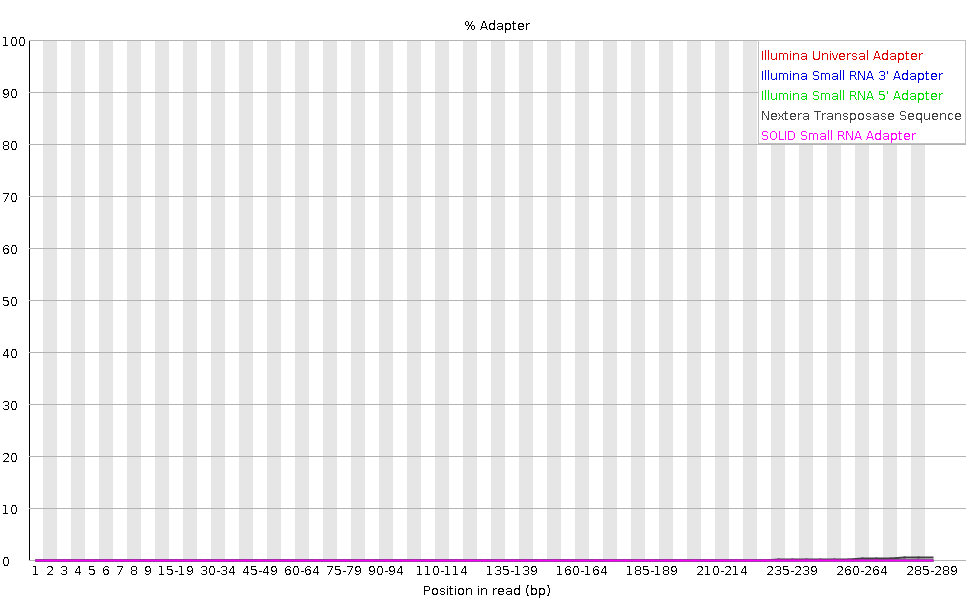 % Adapter
100
90
80
70
60
50
40
30
20
10
0
Illumina Universal Adapter
Illumina Small RNA 3' Adapter
Illumina Small RNA 5' Adapter
Nextera Transposase Sequence
SOLID Small RNA Adapter
1 2 3 4 5 6 7 8 9 15-19 30-34 45-49 60-64 75-79 90-94 110-114 135-139 160-164 185-189 210-214 235-239 260-264 285-289
Position in read (bp)